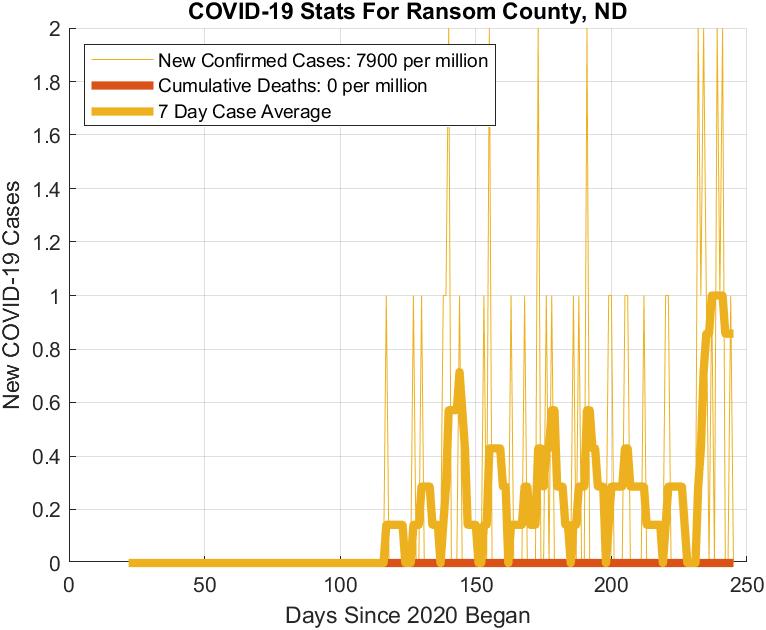 COVID-19 Stats For Ransom County, ND
2
New Confirmed Cases: 7900 per million
1.8
Cumulative Deaths: 0 per million
7 Day Case Average
1.6
1.4
1.2
1
0.8
0.6
0.4
0.2
0
New COVID-19 Cases
0 50 100 150 200 250
Days Since 2020 Began